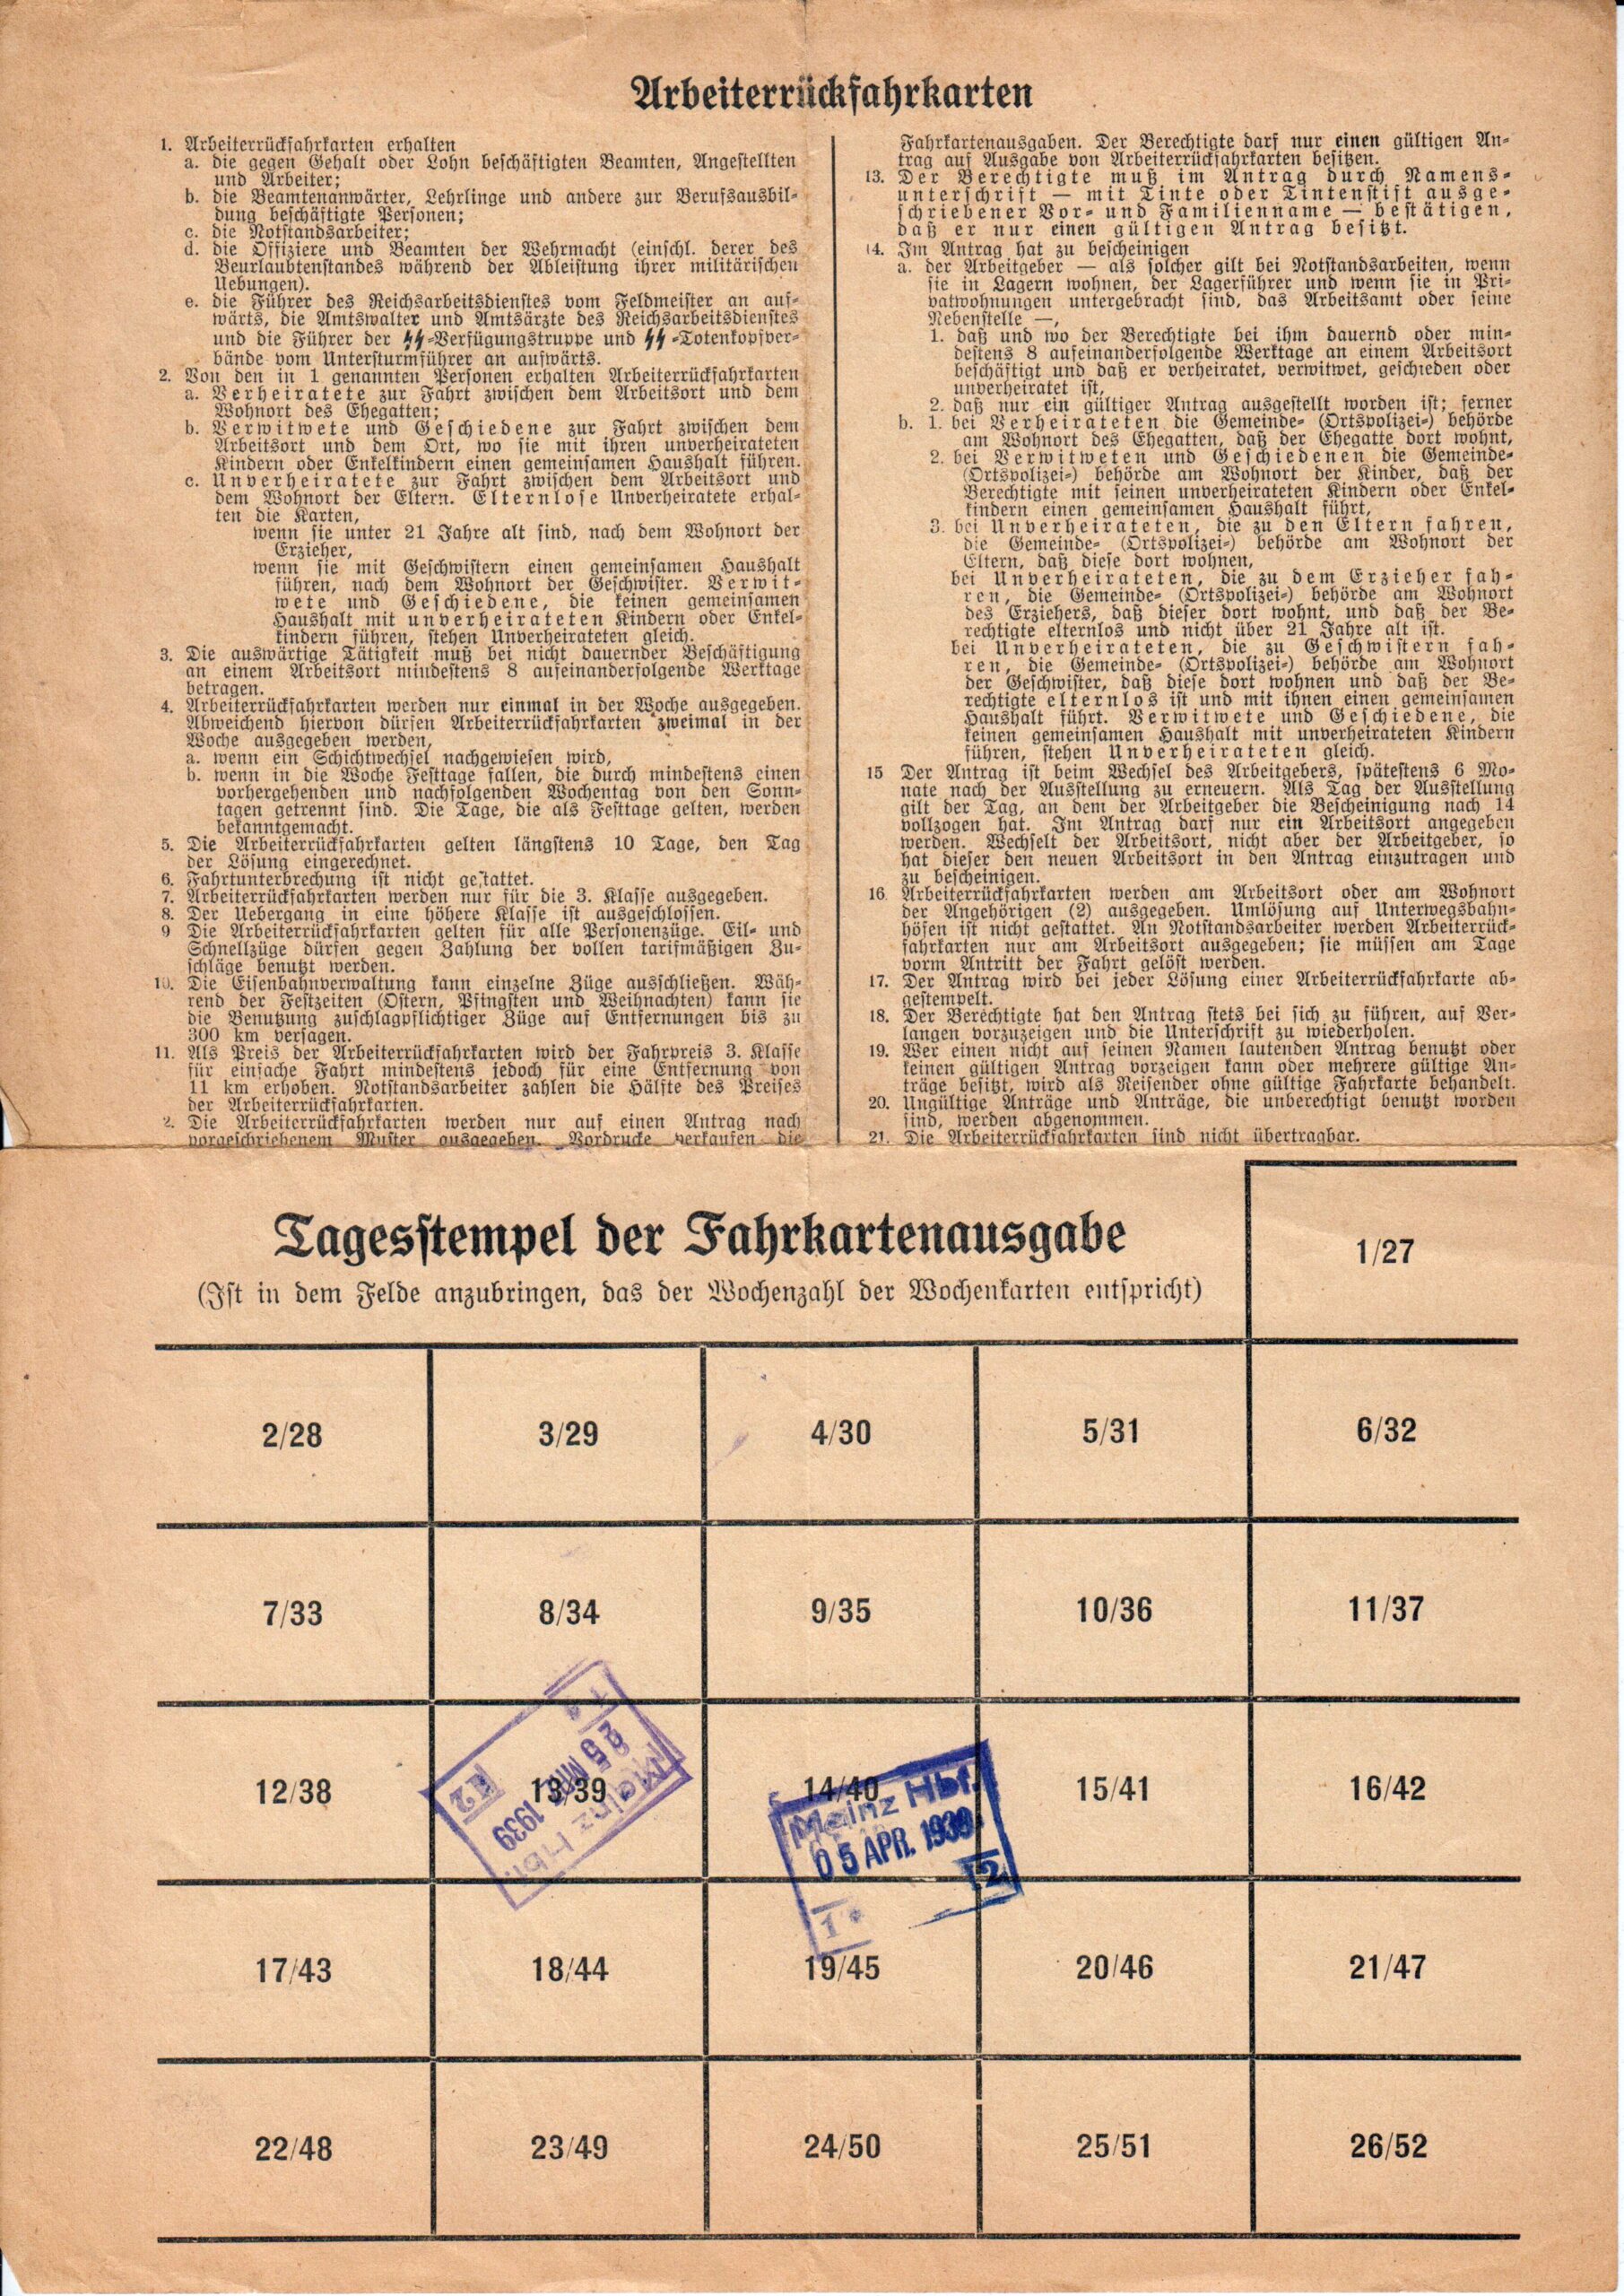 Arbeiterrückfahrkarten
1. Arbeiterrückfahrkarten erhalten
a. die gegen Gehalt oder Lohn beschäftigten Beamten, Angestellten
und Arbeiter;
b. die Beamtenanwärter, Lehrlinge und andere zur Berufsausbil-
dung beschäftigte Personen;
c. die Notstandsarbeiter;
d. die Offiziere und Beamten der Wehrmacht (einschl. derer des
Beurlaubtenstandes während der Ableistung ihrer militärischen
Uebungen).
e. die Führer des Reichsarbeitsdienstes vom Feldmeister an auf-
wärts, die Amtswalter und Amtsärzte des Reichsarbeitsdienstes
und die Führer der ϟϟ-Verfügungstruppe und ϟϟ-Totenkopfver-
bände vom Untersturmführer an aufwärts.
2. Von den in 1 genannten Personen erhalten Arbeiterrückfahrkarten
a. Verheiratete zur Fahrt zwischen dem Arbeitsort und dem
Wohnort des Ehegatten;
b. Verwitwete und Geschiedene zur Fahrt zwischen dem
Arbeitsort und dem Ort, wo sie mit ihren unverheirateten
Kindern oder Enkelkindern einen gemeinsamen Haushalt führen.
c. Unverheiratete zur Fahrt zwischen dem Arbeitsort und
dem Wohnort der Eltern. Elternlose Unverheiratete erhal-
ten die Karten,
wenn sie unter 21 Jahre alt sind, nach dem Wohnort der
Erzieher,
wenn sie mit Geschwistern einen gemeinsamen Haushalt
führen, nach dem Wohnort der Geschwister. Verwit-
wete und Geschiedene, die keinen gemeinsamen
Haushalt mit unverheirateten Kindern oder Enkel-
kindern führen, stehen Unverheirateten gleich.
3. Die auswärtige Tätigkeit muß bei nicht dauernder Beschäftigung
an einem Arbeitsort mindestens 8 aufeinanderfolgende Werktage
betragen.
4. Arbeiterrückfahrkarten werden nur einmal in der Woche ausgegeben.
Abweichend hiervon dürfen Arbeiterrückfahrkarten zweimal in der
Woche ausgegeben werden,
a. wenn ein Schichtwechsel nachgewiesen wird,
b. wenn in die Woche Festtage fallen, die durch mindestens einen
vorhergehenden und nachfolgenden Wochentag von den Sonn-
tagen getrennt sind. Die Tage, die als Festtage gelten, werden
bekanntgemacht.
5. Die Arbeiterrückfahrkarten gelten längstens 10 Tage, den Tag
der Lösung eingerechnet.
6. Fahrtunterbrechung ist nicht gestattet.
7. Arbeiterrückfahrkarten werden nur für die 3. Klasse ausgegeben.
8. Der Uebergang in eine höhere Klasse ist ausgeschlossen.
9 Die Arbeiterrückfahrkarten gelten für alle Personenzüge. Eil- und
Schnellzüge dürfen gegen Zahlung der vollen tarifmäßigen Zu-
schläge benutzt werden.
10. Die Eisenbahnverwaltung kann einzelne Züge ausschließen. Wäh-
rend der Festzeiten (Ostern, Pfingsten und Weihnachten) kann sie
die Benutzung zuschlagpflichtiger Züge auf Entfernungen bis zu
300 km versagen.
11. Als Preis der Arbeiterrückfahrkarten wird der Fahrpreis 3. Klasse
für einfache Fahrt mindestens jedoch für eine Entfernung von
11 km erhoben. Notstandsarbeiter zahlen die Hälfte des Preises
der Arbeiterrückfahrkarten.
2. Die Arbeiterrückfahrkarten werden nur auf einen Antrag nach
vorgeschriebenem Muster ausgegeben. Vordrucke verkaufen die
Fahrkartenausgaben. Der Berechtigte darf nur einen gültigen An-
trag auf Ausgabe von Arbeiterrückfahrkarten besitzen.
13. Der Berechtigte muß im Antrag durch Namens-
unterschrift — mit Tinte oder Tintenstift ausge-
schriebener Vor- und Familienname — bestätigen,
daß er nur einen gültigen Antrag besitzt.
14. Im Antrag hat zu bescheinigen
a. der Arbeitgeber — als solcher gilt bei Notstandsarbeiten, wenn
sie in Lagern wohnen, der Lagerführer und wenn sie in Pri-
vatwohnungen untergebracht sind, das Arbeitsamt oder seine
Nebenstelle —,
1. daß und wo der Berechtigte bei ihm dauernd oder min-
destens 8 aufeinanderfolgende Werktage an einem Arbeitsort
beschäftigt und daß er verheiratet, verwitwet, geschieden oder
unverheiratet ist,
2. daß nur ein gültiger Antrag ausgestellt worden ist; ferner
b. 1. bei Verheirateten die Gemeinde- (Ortspolizei-) behörde
am Wohnort des Ehegatten, daß der Ehegatte dort wohnt,
2. bei Verwitweten und Geschiedenen die Gemeinde-
(Ortspolizei-) behörde am Wohnort der Kinder, daß der
Berechtigte mit seinen unverheirateten Kindern oder Enkel-
kindern einen gemeinsamen Haushalt führt,
3. bei Unverheirateten, die zu den Eltern fahren,
die Gemeinde- (Ortspolizei-) behörde am Wohnort der
Eltern, daß diese dort wohnen,
bei Unverheirateten, die zu dem Erzieher fah-
ren, die Gemeinde- (Ortspolizei-) behörde am Wohnort
des Erziehers, daß dieser dort wohnt, und daß der Be-
rechtigte elternlos und nicht über 21 Jahre alt ist.
bei Unverheirateten, die zu Geschwistern fah-
ren, die Gemeinde- (Ortspolizei-) behörde am Wohnort
der Geschwister, daß diese dort wohnen und daß der Be-
rechtigte elternlos ist und mit ihnen einen gemeinsamen
Haushalt führt. Verwitwete und Geschiedene, die
keinen gemeinsamen Haushalt mit unverheirateten Kindern
führen, stehen Unverheirateten gleich.
15 Der Antrag ist beim Wechsel des Arbeitgebers, spätestens 6 Mo-
nate nach der Ausstellung zu erneuern. Als Tag der Ausstellung
gilt der Tag, an dem der Arbeitgeber die Bescheinigung nach 14
vollzogen hat. Im Antrag darf nur ein Arbeitsort angegeben
werden. Wechselt der Arbeitsort, nicht aber der Arbeitgeber, so
hat dieser den neuen Arbeitsort in den Antrag einzutragen und
zu bescheinigen.
16. Arbeiterrückfahrkarten werden am Arbeitsort oder am Wohnort
der Angehörigen (2) ausgegeben. Umlösung auf Unterwegsbahn-
höfen ist nicht gestattet. An Notstandsarbeiter werden Arbeiterrück-
fahrkarten nur am Arbeitsort ausgegeben; sie müssen am Tage
vorm Antritt der Fahrt gelöst werden.
17. Der Antrag wird bei jeder Lösung einer Arbeiterrückfahrkarte ab-
gestempelt.
18. Der Berechtigte hat den Antrag stets bei sich zu führen, auf Ver-
langen vorzuzeigen und die Unterschrift zu wiederholen.
19. Wer einen nicht auf seinen Namen lautenden Antrag benutzt oder
keinen gültigen Antrag vorzeigen kann oder mehrere gültige An-
träge besitzt, wird als Reisender ohne gültige Fahrkarte behandelt.
20. Ungültige Anträge und Anträge, die unberechtigt benutzt worden
sind, werden abgenommen.
21. Die Arbeiterrückfahrkarten sind nicht übertragbar.
Tagesstempel der Fahrkartenausgabe
(Ist in dem Felde anzubringen, das der Wochenzahl der Wochenkarten entspricht)
1/27
2/28 3/29 4/30 5/31 6/32
7/33 8/34 9/35 10/36 11/37
12/38 13/39 14/40 15/41 16/42
Mainz Hbf.
1939
12
Mainz Hbf.
05 APR. 1939
12
1*
17/43 18/44 19/45 20/46 21/47
22/48 23/49 24/50 25/51 26/52